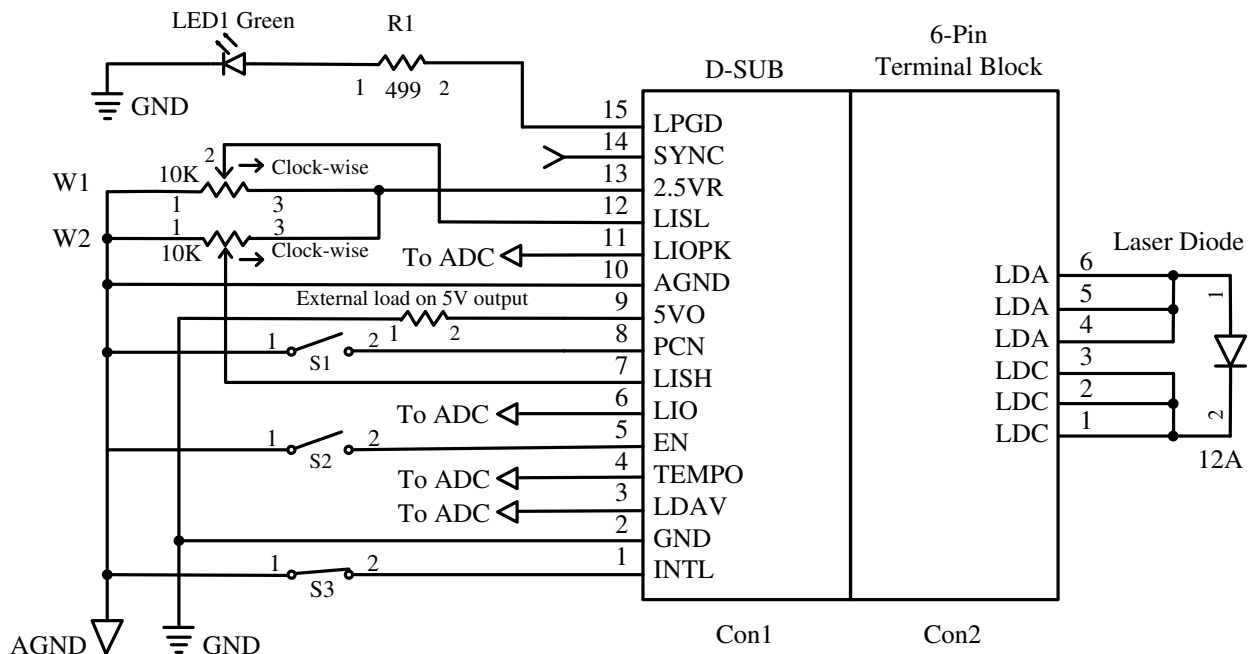 LED1 Green
R1
1 499 2
GND
D-SUB
6-Pin
Terminal Block
15 LPGD
14 SYNC
2 Clock-wise
W1 10K
1 3
13 2.5VR
12 LISL
W2 1 3
10K Clock-wise
To ADC 11 LIOPK
10 AGND
External load on 5V output
1 2
9 5VO
1 S1 2
8 PCN
7 LISH
To ADC 6 LIO
1 S2 2
5 EN
To ADC 4 TEMPO
To ADC 3 LDAV
2 GND
1 S3 2
1 INTL
AGND
GND
Con1
Con2
Laser Diode
LDA 6
LDA 5
LDA 4
LDC 3
LDC 2
LDC 1
1
2
12A